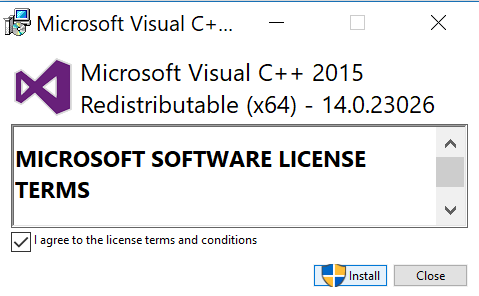 Microsoft Visual C+...
Microsoft Visual C++ 2015
Redistributable (x64) - 14.0.23026
MICROSOFT SOFTWARE LICENSE
TERMS
I agree to the license terms and conditions
Install
Close